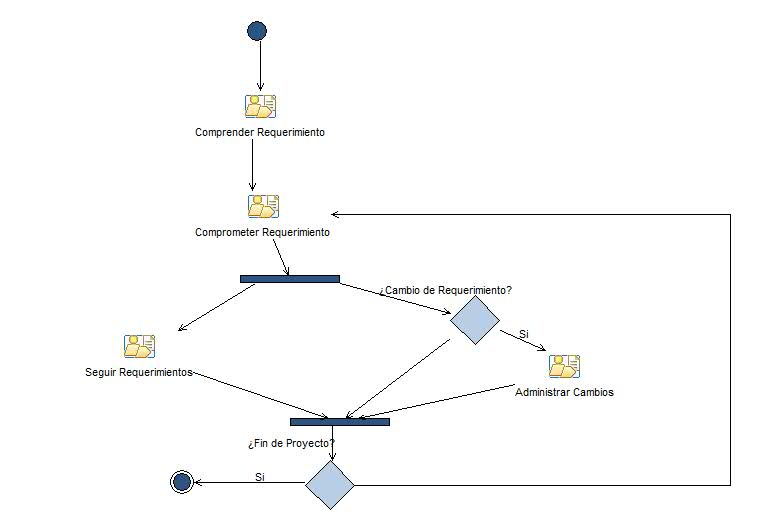 Comprender Requerimiento
Comprometer Requerimiento
¿Cambio de Requerimiento?
Si
Seguir Requerimientos
Administrar Cambios
¿Fin de Proyecto?
Si